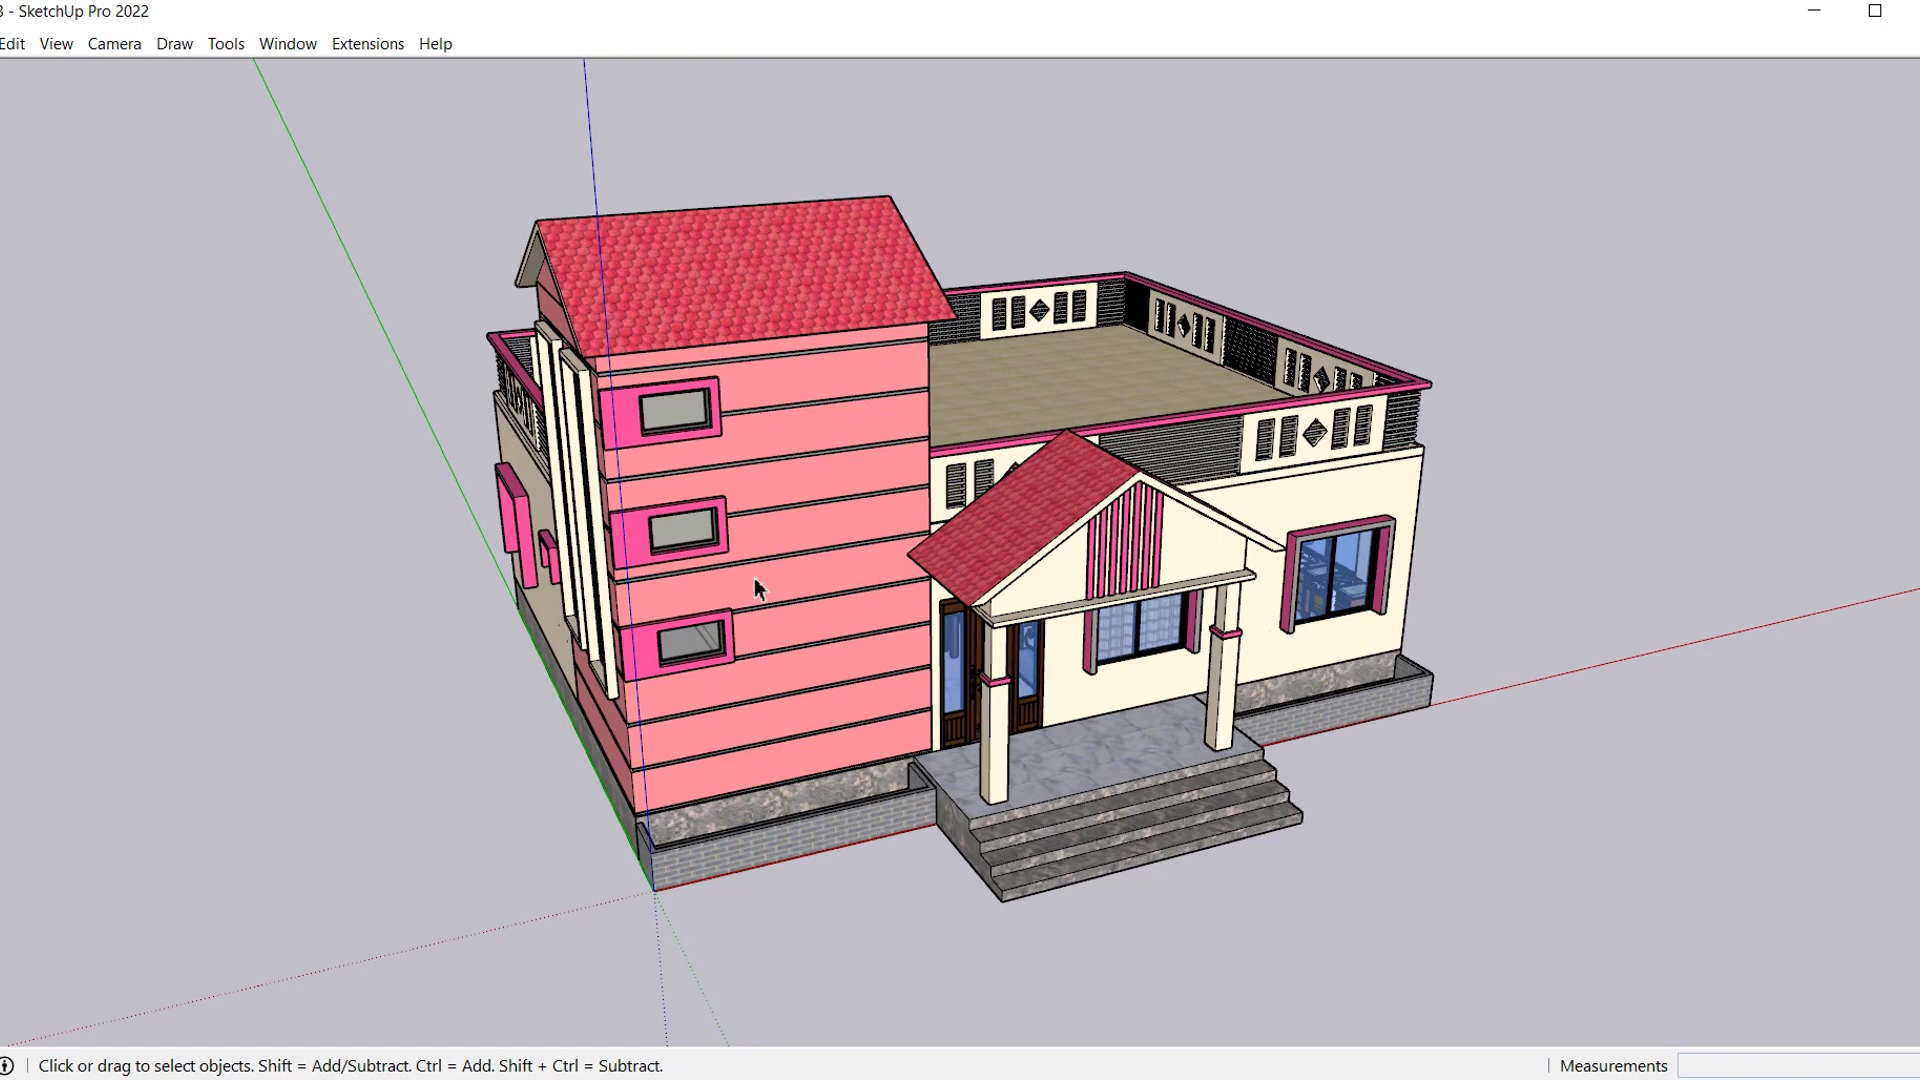 3 - SketchUp Pro 2022
Edit View Camera Draw Tools Window Extensions Help
Click or drag to select objects. Shift = Add/Subtract. Ctrl = Add. Shift + Ctrl = Subtract.
Measurements